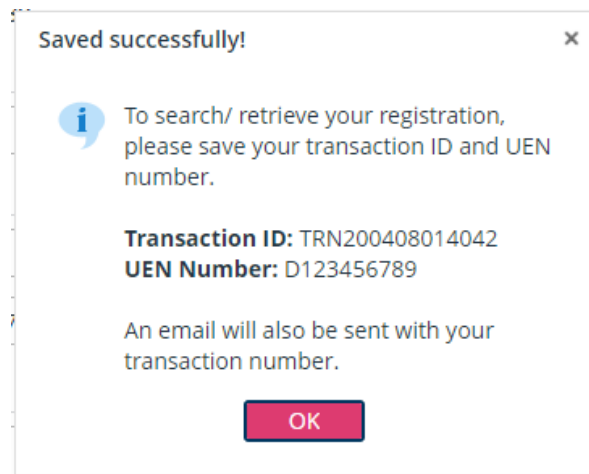 Saved successfully!
×
To search/ retrieve your registration,
please save your transaction ID and UEN
number.
Transaction ID: TRN200408014042
UEN Number: D123456789
An email will also be sent with your
transaction number.
OK